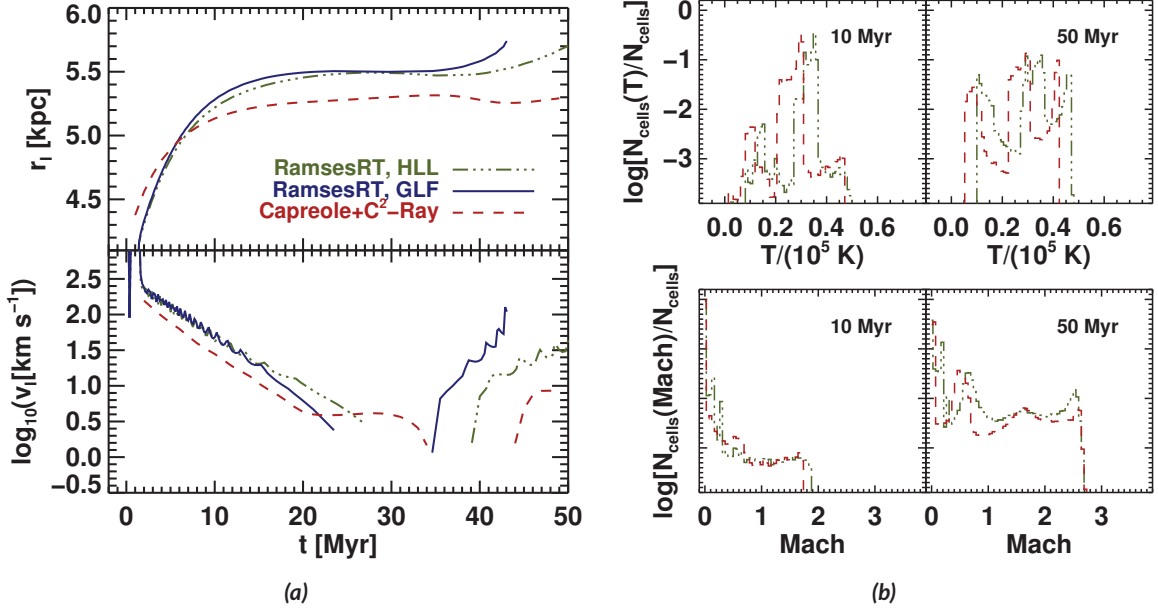 r_I [kpc]
6.0
5.5
5.0
4.5
RamsesRT, HLL
RamsesRT, GLF
Capreole+C²−Ray
log₁₀(v_I[km s⁻¹])
2.5
2.0
1.5
1.0
0.5
0.0
−0.5
0 10 20 30 40 50
t [Myr]
(a)
log[N_cells(T)/N_cells]
0
−1
−2
−3
10 Myr
50 Myr
0.0 0.2 0.4 0.6
0.0 0.2 0.4 0.6
T/(10⁵ K)
T/(10⁵ K)
log[N_cells(Mach)/N_cells]
10 Myr
50 Myr
0 1 2 3
0 1 2 3
Mach
Mach
(b)